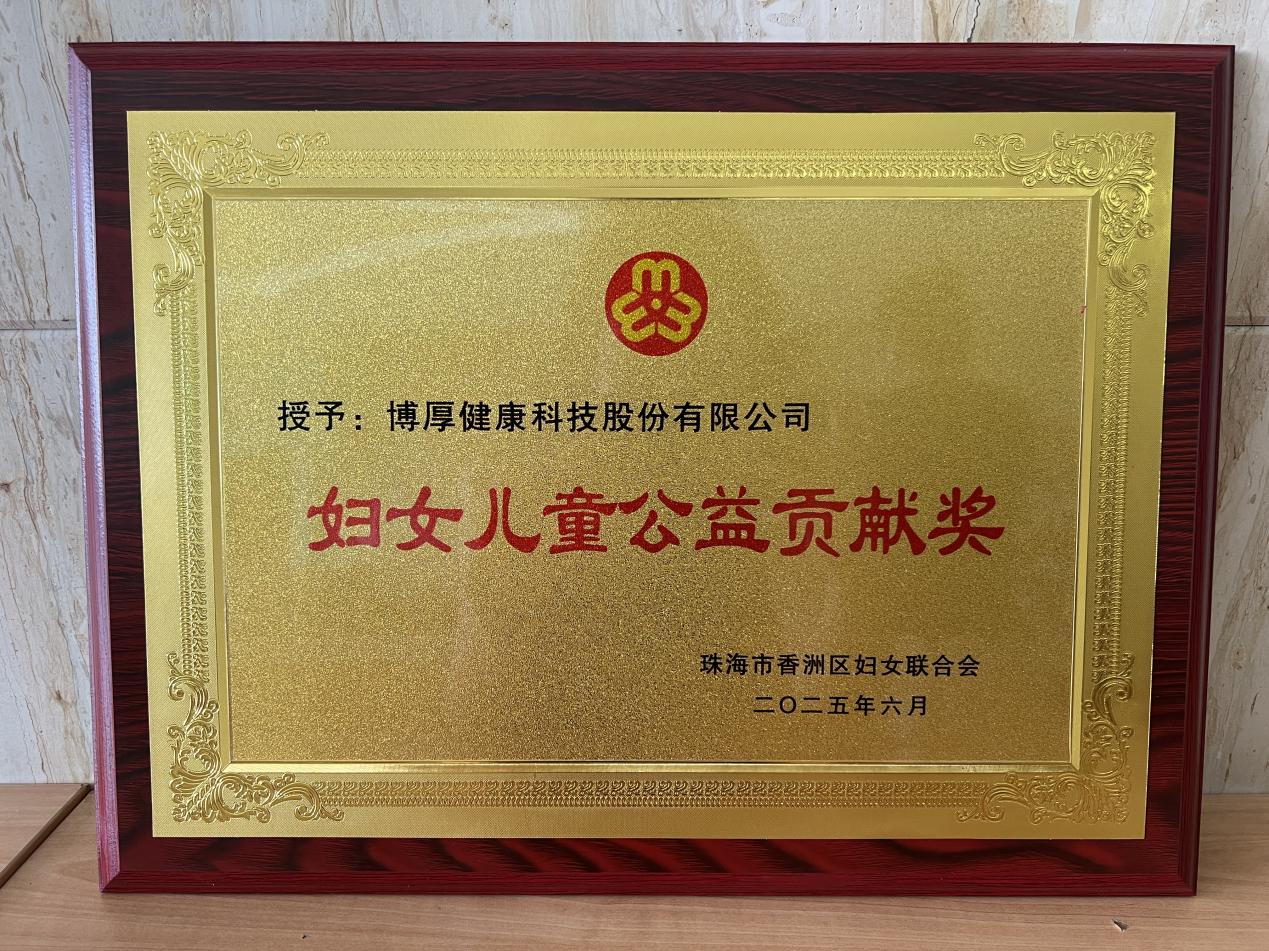 授予：博厚健康科技股份有限公司
妇女儿童公益贡献奖
珠海市香洲区妇女联合会
二〇二五年六月